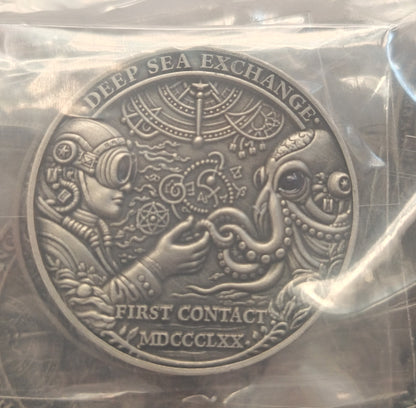 DEEP SEA EXCHANGE
FIRST CONTACT
MDCCCLXX